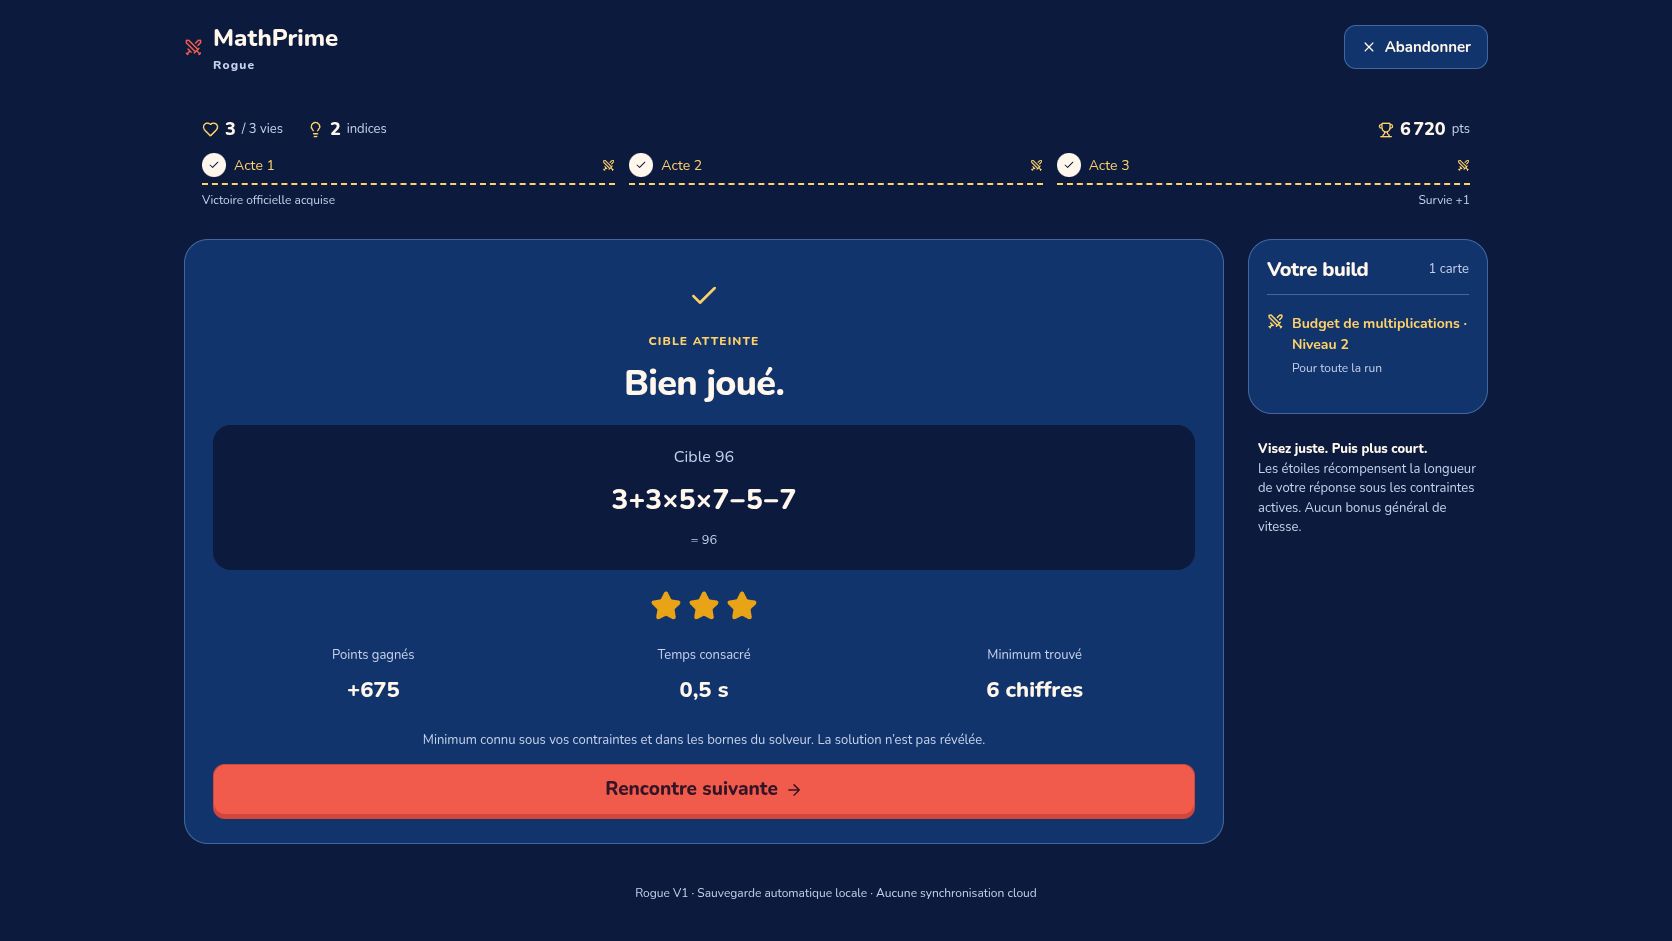 MathPrime
Rogue
Abandonner
3 / 3 vies 2 indices 6 720 pts
Acte 1 Acte 2 Acte 3
Victoire officielle acquise Survie +1
CIBLE ATTEINTE
Bien joué.
Cible 96
3+3×5×7−5−7
= 96
Points gagnés Temps consacré Minimum trouvé
+675 0,5 s 6 chiffres
Minimum connu sous vos contraintes et dans les bornes du solveur. La solution n’est pas révélée.
Rencontre suivante →
Votre build 1 carte
Budget de multiplications ·
Niveau 2
Pour toute la run
Visez juste. Puis plus court.
Les étoiles récompensent la longueur
de votre réponse sous les contraintes
actives. Aucun bonus général de
vitesse.
Rogue V1 · Sauvegarde automatique locale · Aucune synchronisation cloud